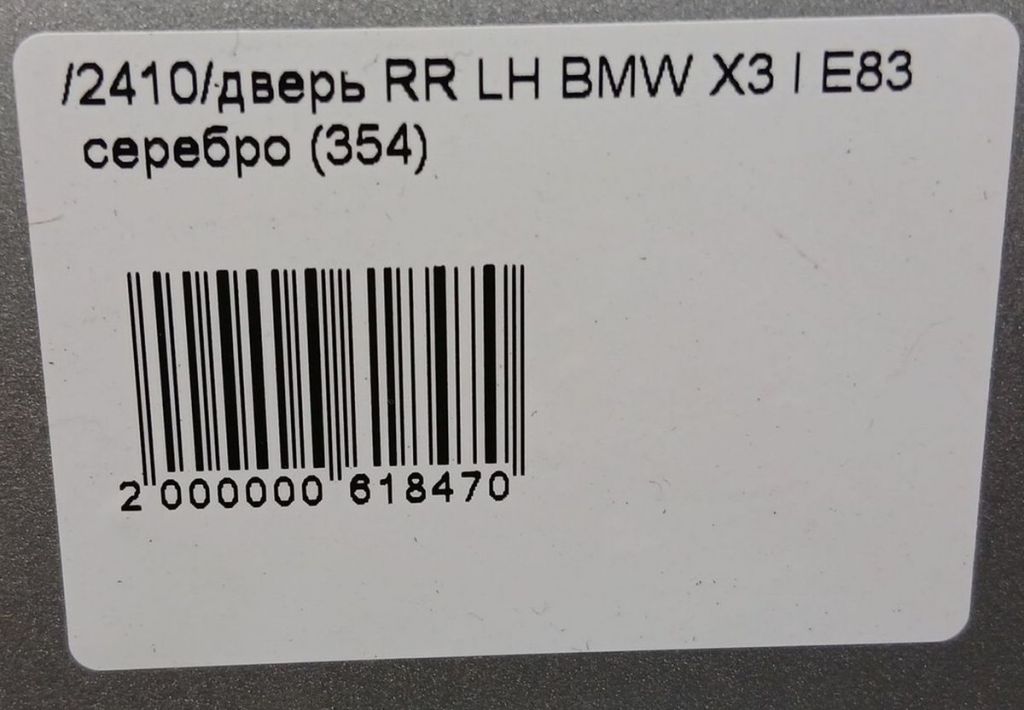 /2410/дверь RR LH BMW X3 I E83
серебро (354)
2 000000 618470